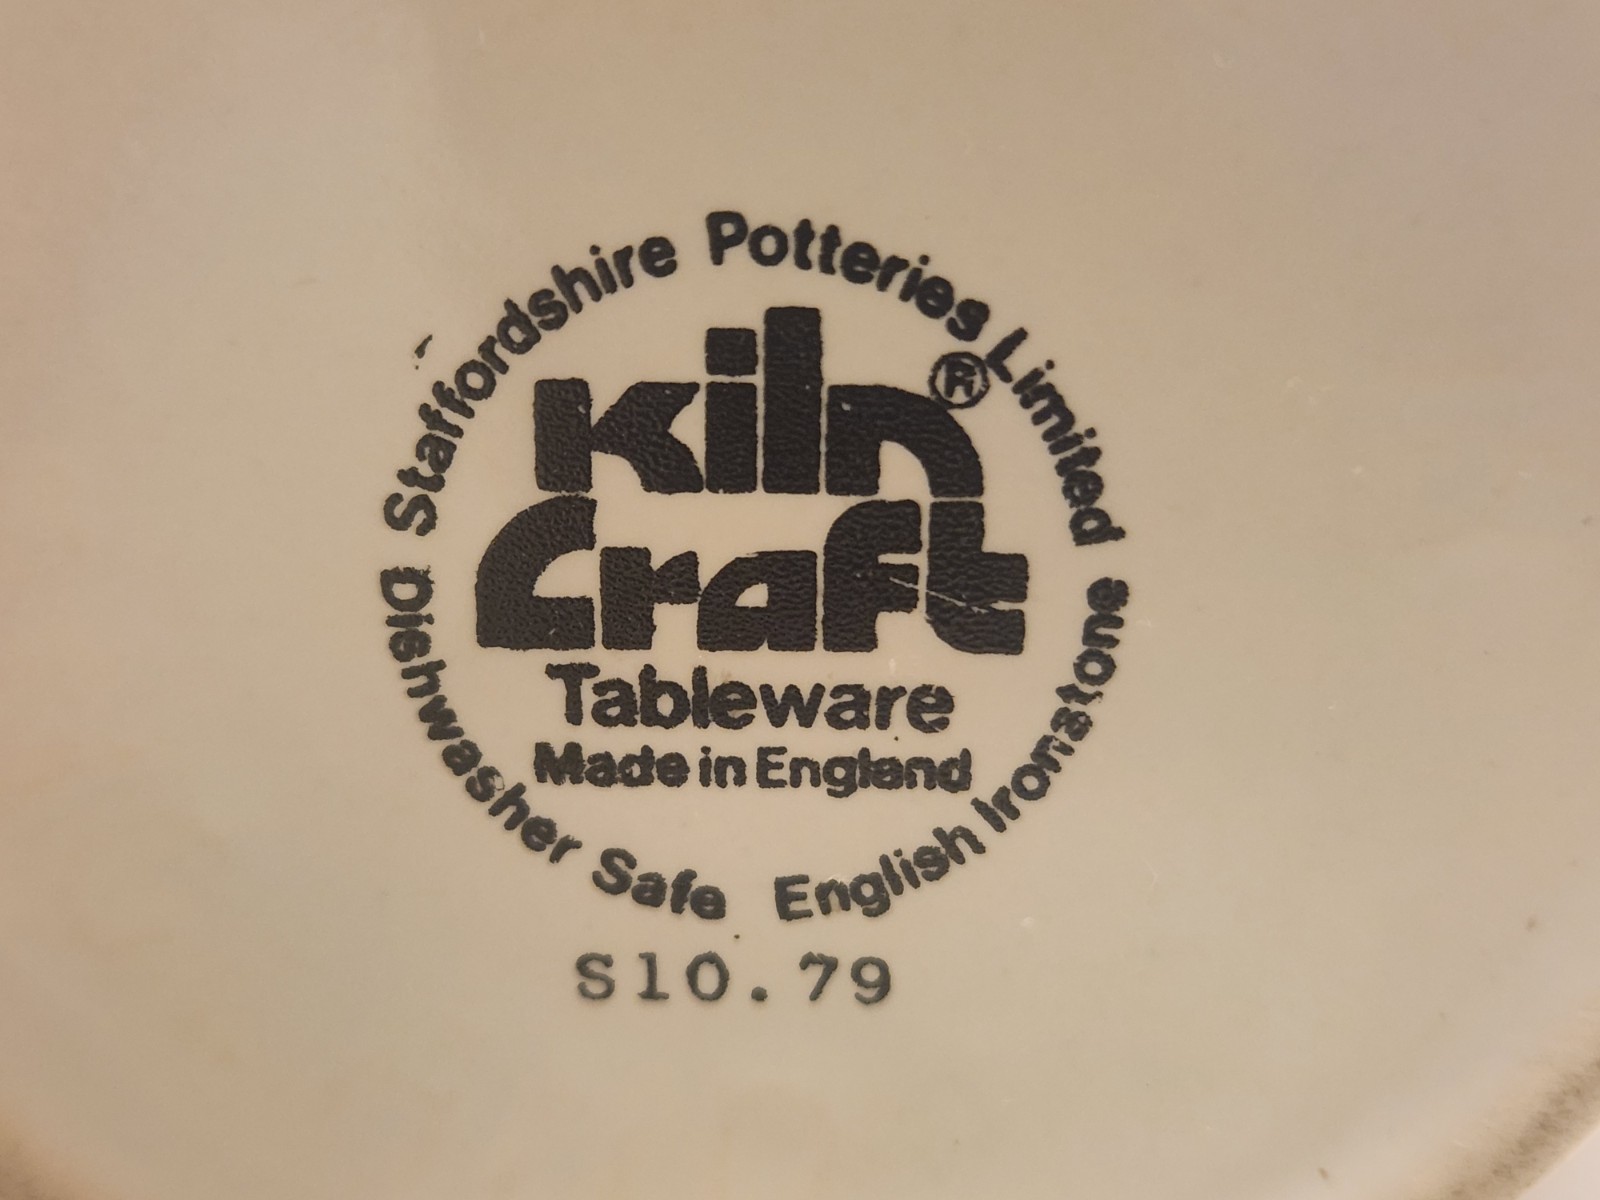 Staffordshire Potteries Limited
Kiln ®
Craft
Tableware
Made in England
Dishwasher Safe English Ironstone
S10.79